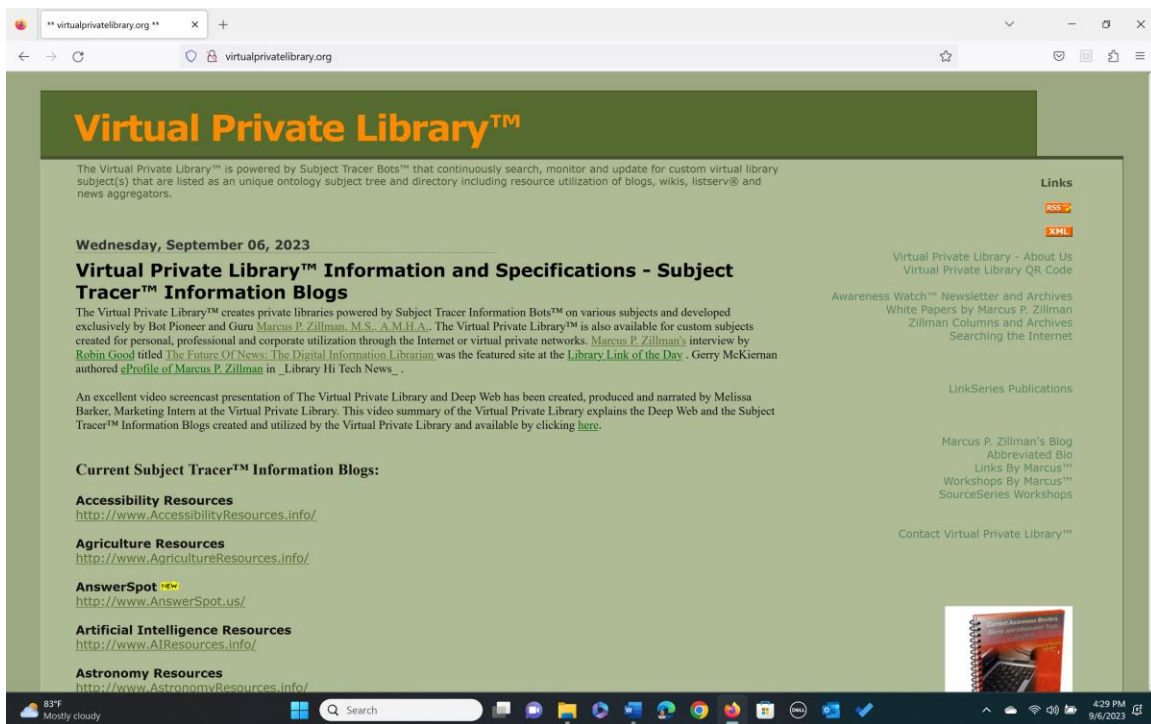 ** virtualprivatelibrary.org **
virtualprivatelibrary.org
Virtual Private Library™
The Virtual Private Library™ is powered by Subject Tracer Bots™ that continuously search, monitor and update for custom virtual library
subject(s) that are listed as an unique ontology subject tree and directory including resource utilization of blogs, wikis, listserv® and
news aggregators.
Wednesday, September 06, 2023
Virtual Private Library™ Information and Specifications - Subject
Tracer™ Information Blogs
The Virtual Private Library™ creates private libraries powered by Subject Tracer Information Bots™ on various subjects and developed
exclusively by Bot Pioneer and Guru Marcus P. Zillman, M.S., A.M.H.A.. The Virtual Private Library™ is also available for custom subjects
created for personal, professional and corporate utilization through the Internet or virtual private networks. Marcus P. Zillman's interview by
Robin Good titled The Future Of News: The Digital Information Librarian was the featured site at the Library Link of the Day . Gerry McKiernan
authored eProfile of Marcus P. Zillman in _Library Hi Tech News_ .
An excellent video screencast presentation of The Virtual Private Library and Deep Web has been created, produced and narrated by Melissa
Barker, Marketing Intern at the Virtual Private Library. This video summary of the Virtual Private Library explains the Deep Web and the Subject
Tracer™ Information Blogs created and utilized by the Virtual Private Library and available by clicking here.
Current Subject Tracer™ Information Blogs:
Accessibility Resources
http://www.AccessibilityResources.info/
Agriculture Resources
http://www.AgricultureResources.info/
AnswerSpot NEW
http://www.AnswerSpot.us/
Artificial Intelligence Resources
http://www.AIResources.info/
Astronomy Resources
http://www.AstronomyResources.info/
Links
RSS
XML
Virtual Private Library - About Us
Virtual Private Library QR Code
Awareness Watch™ Newsletter and Archives
White Papers by Marcus P. Zillman
Zillman Columns and Archives
Searching the Internet
LinkSeries Publications
Marcus P. Zillman's Blog
Abbreviated Bio
Links By Marcus™
Workshops By Marcus™
SourceSeries Workshops
Contact Virtual Private Library™
Current Awareness Monitors,
Alerts and Information Traps
83°F
Mostly cloudy
Search
DELL
4:29 PM
9/6/2023